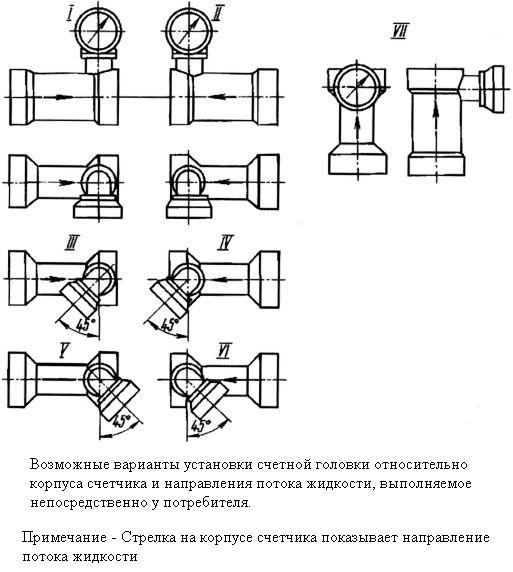 I II VII
III IV
45° 45°
V VI
45° 45°
Возможные варианты установки счетной головки относительно
корпуса счетчика и направления потока жидкости, выполняемое
непосредственно у потребителя.
Примечание - Стрелка на корпусе счетчика показывает направление
потока жидкости